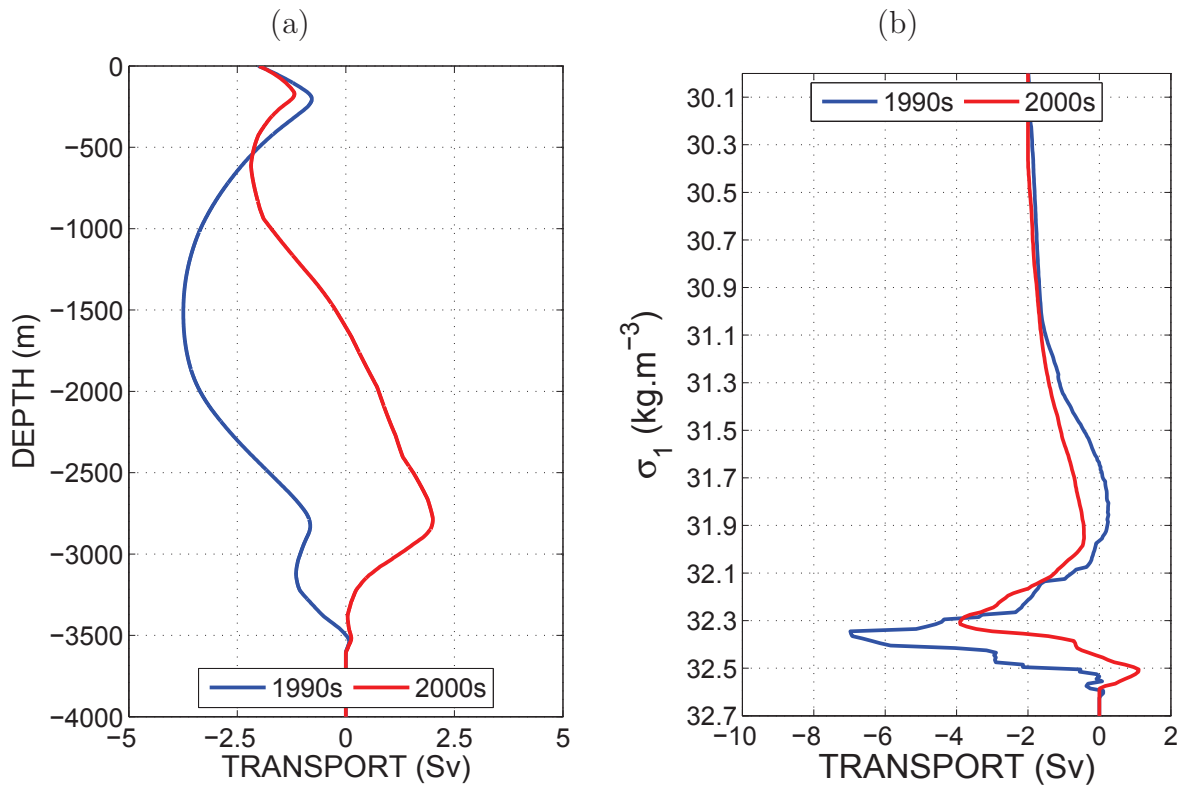 (a)
0
−500
−1000
−1500
−2000
−2500
−3000
−3500
−4000
DEPTH (m)
1990s 2000s
−5 −2.5 0 2.5 5
TRANSPORT (Sv)
(b)
30.1
30.3
30.5
30.7
30.9
31.1
31.3
31.5
31.7
31.9
32.1
32.3
32.5
32.7
σ1 (kg.m−3)
1990s 2000s
−10 −8 −6 −4 −2 0 2
TRANSPORT (Sv)